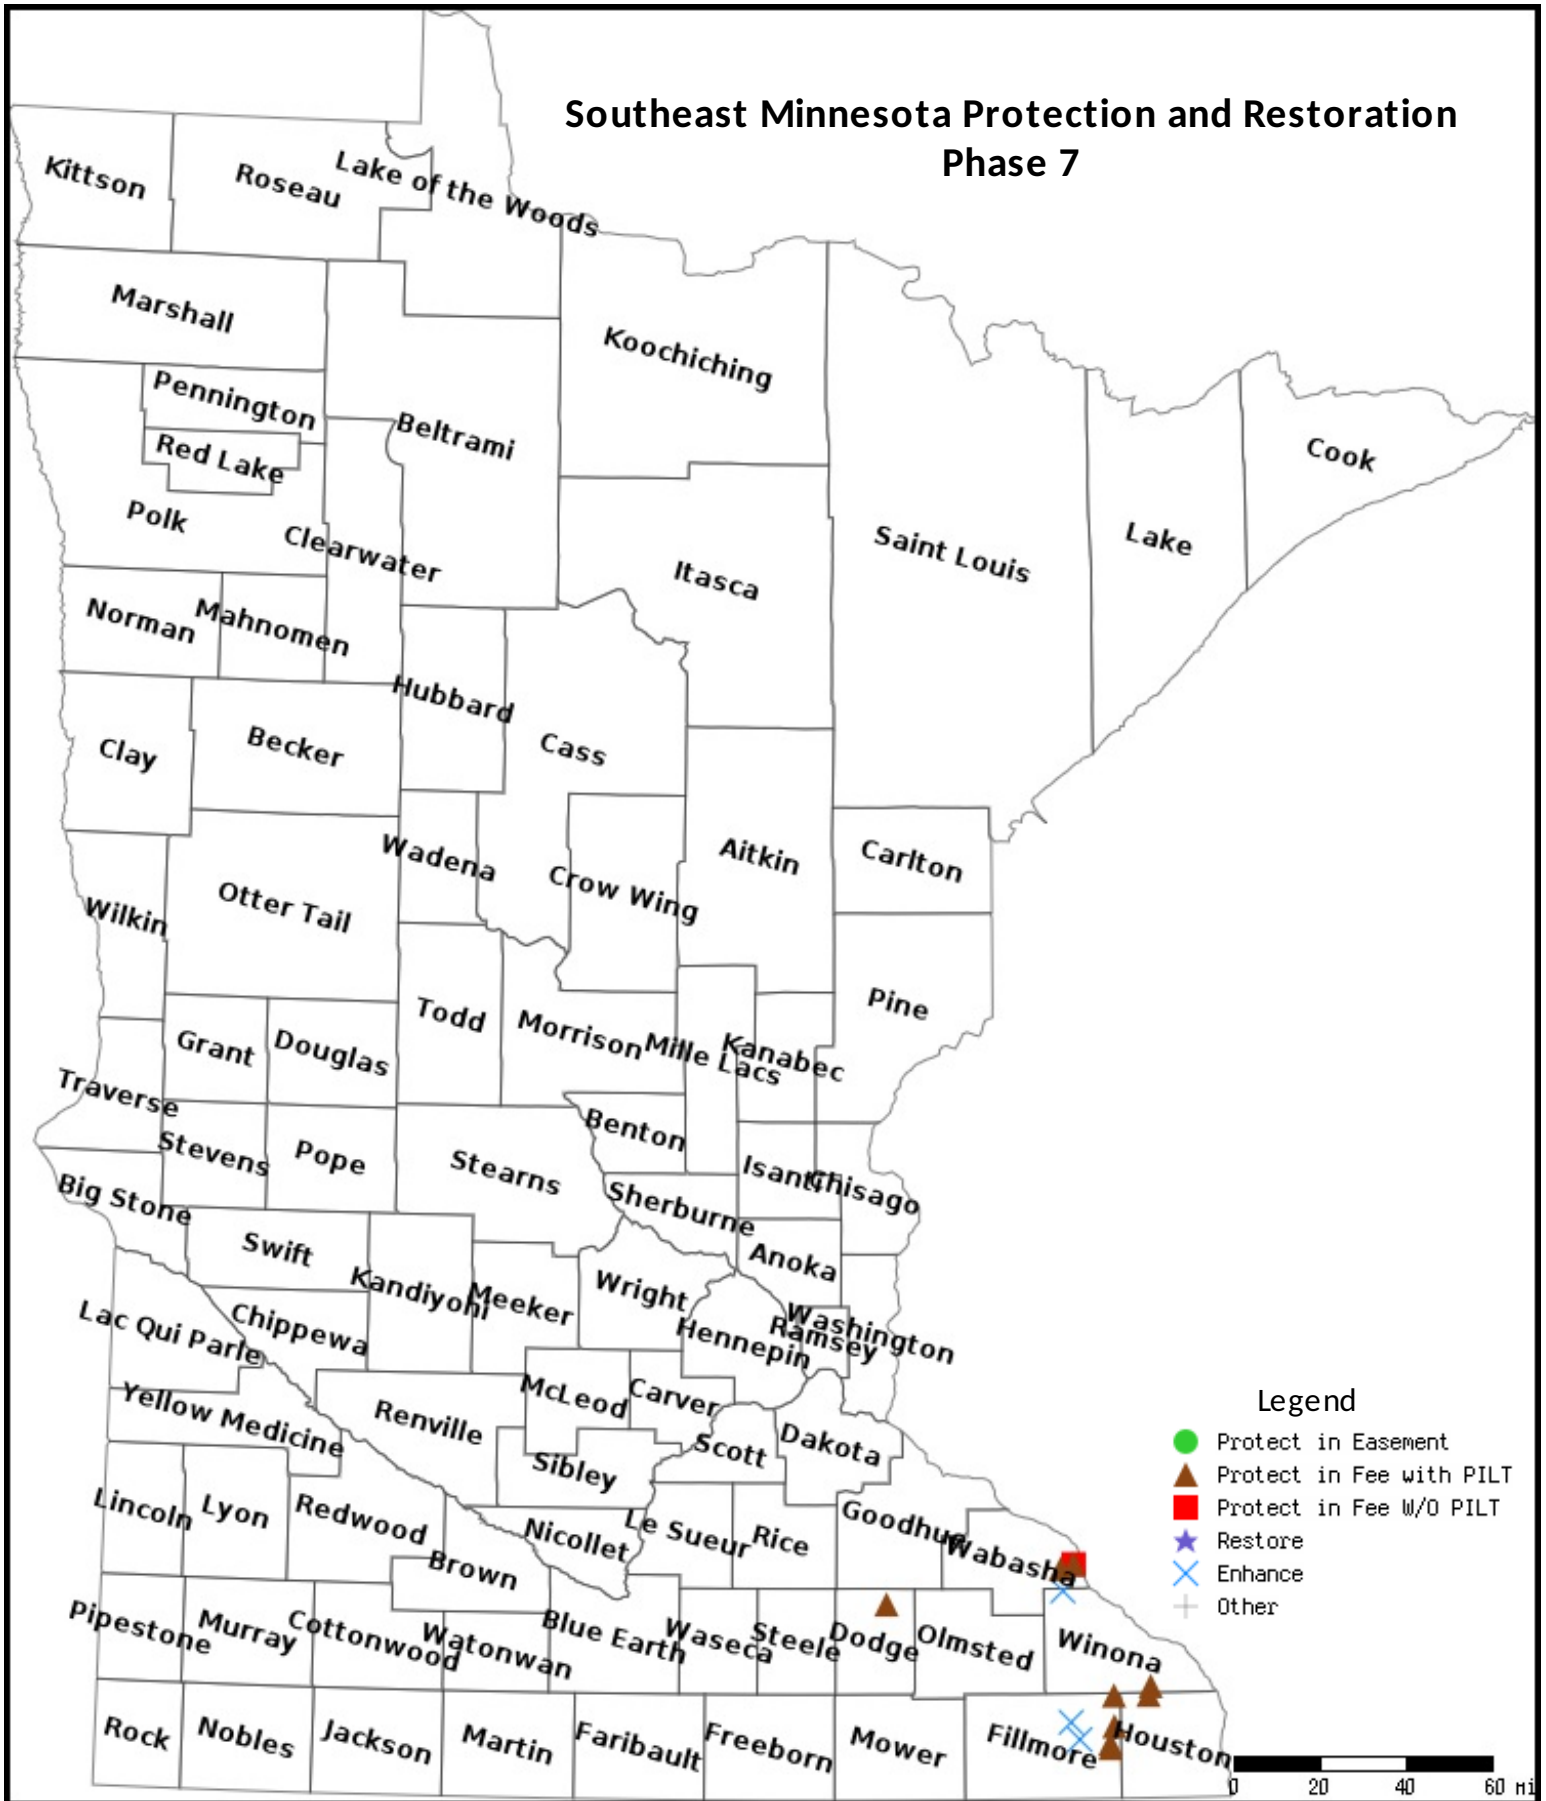 Southeast Minnesota Protection and Restoration
Phase 7
Kittson
Roseau
Lake of the Woods
Marshall
Koochiching
Pennington
Beltrami
Red Lake
Cook
Polk
Clearwater
Saint Louis
Lake
Itasca
Norman
Mahnomen
Hubbard
Clay
Becker
Cass
Wadena
Aitkin
Carlton
Crow Wing
Otter Tail
Wilkin
Pine
Todd
Morrison
Mille Lacs
Kanabec
Grant
Douglas
Traverse
Benton
Stevens
Pope
Stearns
Isanti
Chisago
Big Stone
Sherburne
Swift
Anoka
Kandiyohi
Meeker
Wright
Washington
Ramsey
Hennepin
Lac Qui Parle
Chippewa
McLeod
Carver
Yellow Medicine
Renville
Scott
Dakota
Sibley
Lincoln
Lyon
Redwood
Nicollet
Le Sueur
Rice
Goodhue
Wabasha
Brown
Pipestone
Murray
Cottonwood
Watonwan
Blue Earth
Waseca
Steele
Dodge
Olmsted
Winona
Rock
Nobles
Jackson
Martin
Faribault
Freeborn
Mower
Fillmore
Houston
Legend
Protect in Easement
Protect in Fee with PILT
Protect in Fee W/O PILT
Restore
Enhance
Other
0 20 40 60 mi